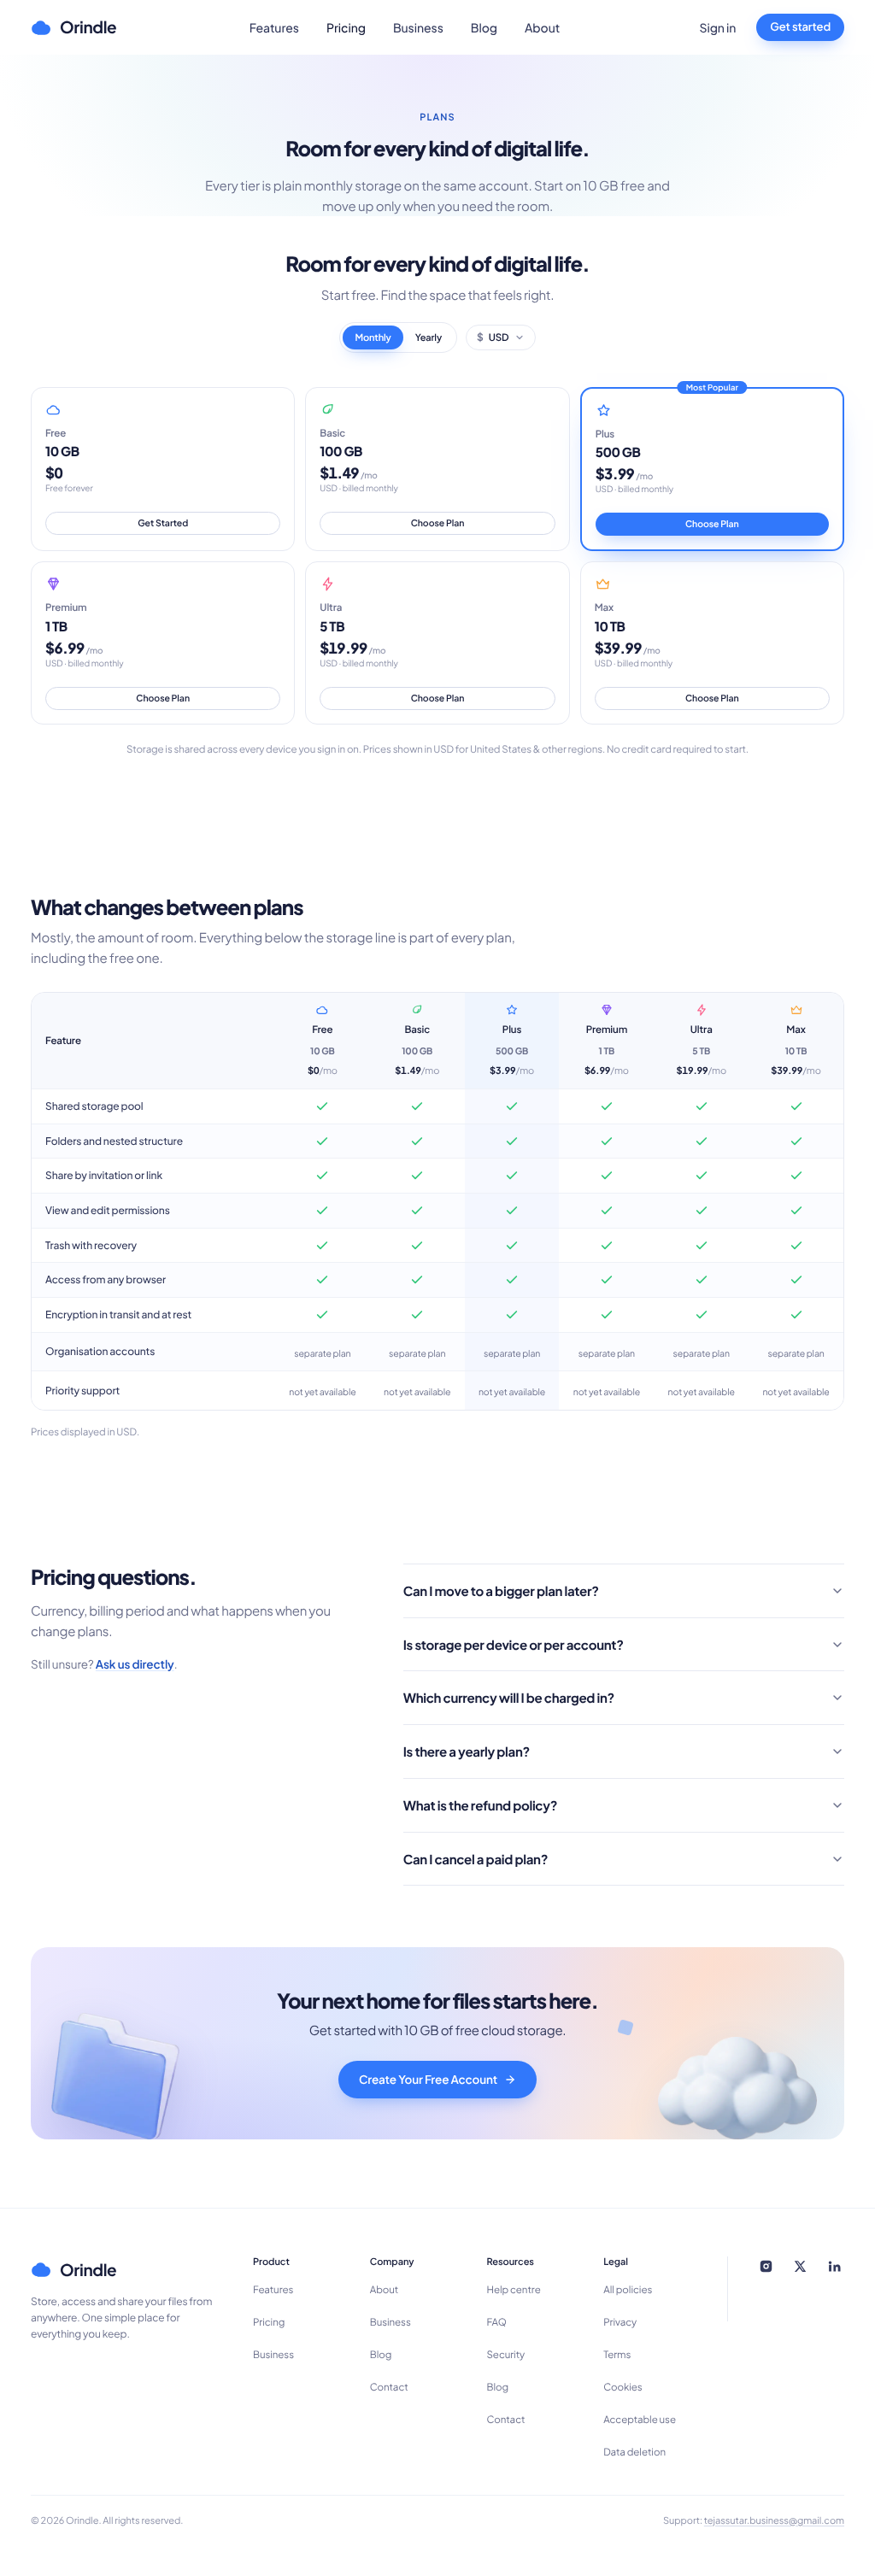 Orindle
Features
Pricing
Business
Blog
About
Sign in
Get started
PLANS
Room for every kind of digital life.
Every tier is plain monthly storage on the same account. Start on 10 GB free and
move up only when you need the room.
Room for every kind of digital life.
Start free. Find the space that feels right.
Monthly
Yearly
$ USD
Free
10 GB
$0
Free forever
Get Started
Basic
100 GB
$1.49 /mo
USD · billed monthly
Choose Plan
Most Popular
Plus
500 GB
$3.99 /mo
USD · billed monthly
Choose Plan
Premium
1 TB
$6.99 /mo
USD · billed monthly
Choose Plan
Ultra
5 TB
$19.99 /mo
USD · billed monthly
Choose Plan
Max
10 TB
$39.99 /mo
USD · billed monthly
Choose Plan
Storage is shared across every device you sign in on. Prices shown in USD for United States & other regions. No credit card required to start.
What changes between plans
Mostly, the amount of room. Everything below the storage line is part of every plan,
including the free one.
Feature
Free
10 GB
$0/mo
Basic
100 GB
$1.49/mo
Plus
500 GB
$3.99/mo
Premium
1 TB
$6.99/mo
Ultra
5 TB
$19.99/mo
Max
10 TB
$39.99/mo
Shared storage pool
Folders and nested structure
Share by invitation or link
View and edit permissions
Trash with recovery
Access from any browser
Encryption in transit and at rest
Organisation accounts separate plan separate plan separate plan separate plan separate plan separate plan
Priority support not yet available not yet available not yet available not yet available not yet available not yet available
Prices displayed in USD.
Pricing questions.
Currency, billing period and what happens when you
change plans.
Still unsure? Ask us directly.
Can I move to a bigger plan later?
Is storage per device or per account?
Which currency will I be charged in?
Is there a yearly plan?
What is the refund policy?
Can I cancel a paid plan?
Your next home for files starts here.
Get started with 10 GB of free cloud storage.
Create Your Free Account
Orindle
Store, access and share your files from
anywhere. One simple place for
everything you keep.
Product
Features
Pricing
Business
Company
About
Business
Blog
Contact
Resources
Help centre
FAQ
Security
Blog
Contact
Legal
All policies
Privacy
Terms
Cookies
Acceptable use
Data deletion
© 2026 Orindle. All rights reserved.
Support: tejassutar.business@gmail.com